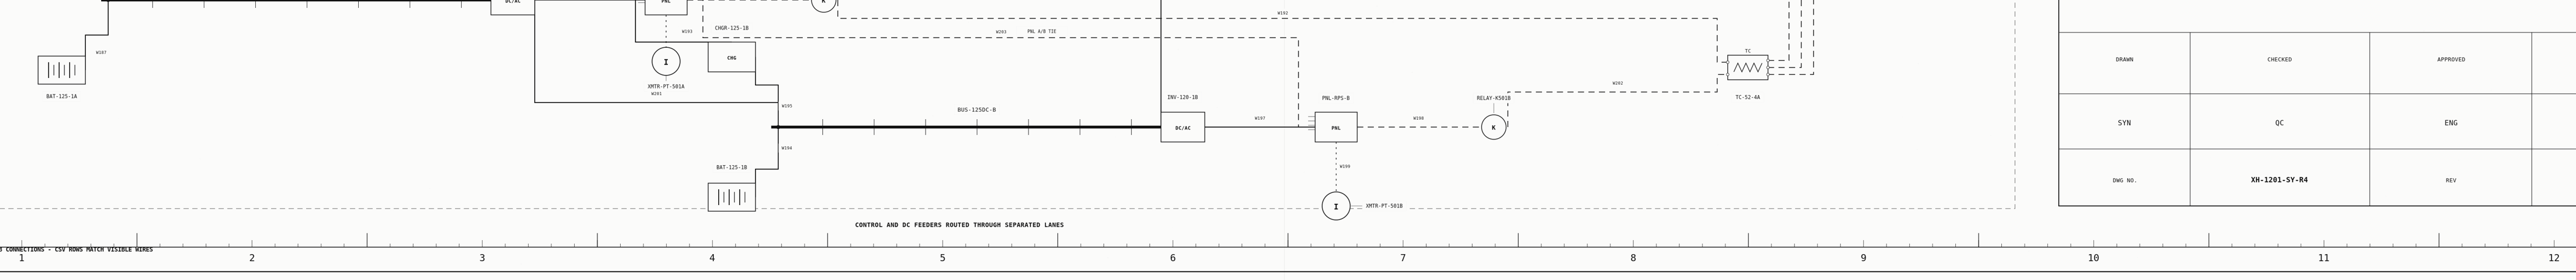 DC/AC
PNL
K
W192
W187
W193
CHGR-125-1B
W203
PNL A/B TIE
TC
I
CHG
XMTR-PT-501A
W201
BAT-125-1A
W202
DRAWN
CHECKED
APPROVED
W195
BUS-125DC-B
INV-120-1B
PNL-RPS-B
RELAY-K501B
TC-52-4A
DC/AC
W197
PNL
W198
K
SYN
QC
ENG
W194
BAT-125-1B
W199
DWG NO.
XH-1201-SY-R4
REV
I
XMTR-PT-501B
CONTROL AND DC FEEDERS ROUTED THROUGH SEPARATED LANES
CONNECTIONS - CSV ROWS MATCH VISIBLE WIRES
1 2 3 4 5 6 7 8 9 10 11 12